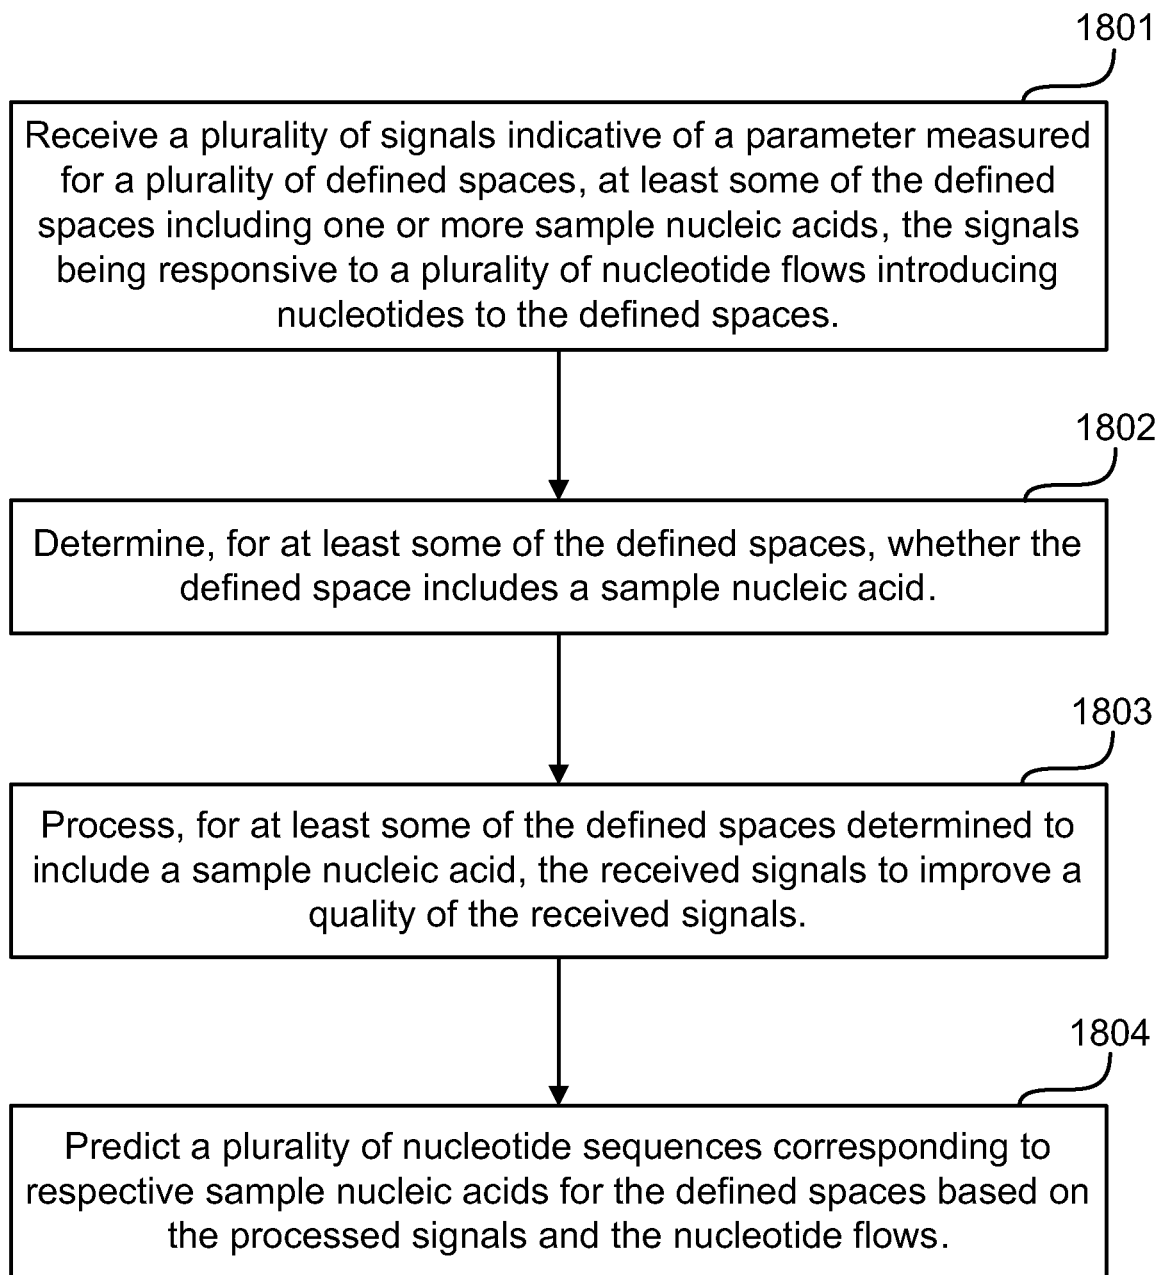 1801
Receive a plurality of signals indicative of a parameter measured
for a plurality of defined spaces, at least some of the defined
spaces including one or more sample nucleic acids, the signals
being responsive to a plurality of nucleotide flows introducing
nucleotides to the defined spaces.
1802
Determine, for at least some of the defined spaces, whether the
defined space includes a sample nucleic acid.
1803
Process, for at least some of the defined spaces determined to
include a sample nucleic acid, the received signals to improve a
quality of the received signals.
1804
Predict a plurality of nucleotide sequences corresponding to
respective sample nucleic acids for the defined spaces based on
the processed signals and the nucleotide flows.